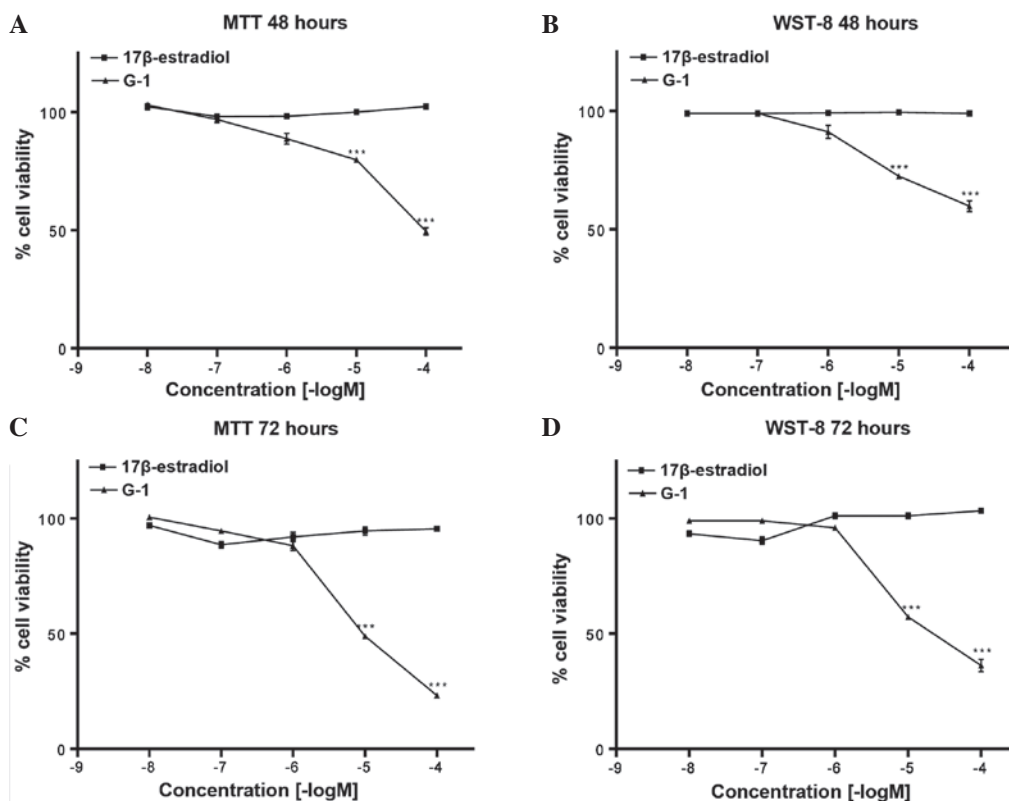 A
MTT 48 hours
17β-estradiol
G-1
% cell viability
100
50
0
***
***
-9 -8 -7 -6 -5 -4
Concentration [-logM]
B
WST-8 48 hours
17β-estradiol
G-1
% cell viability
100
50
0
***
***
-9 -8 -7 -6 -5 -4
Concentration [-logM]
C
MTT 72 hours
17β-estradiol
G-1
% cell viability
100
50
0
***
***
-9 -8 -7 -6 -5 -4
Concentration [-logM]
D
WST-8 72 hours
17β-estradiol
G-1
% cell viability
100
50
0
***
***
-9 -8 -7 -6 -5 -4
Concentration [-logM]